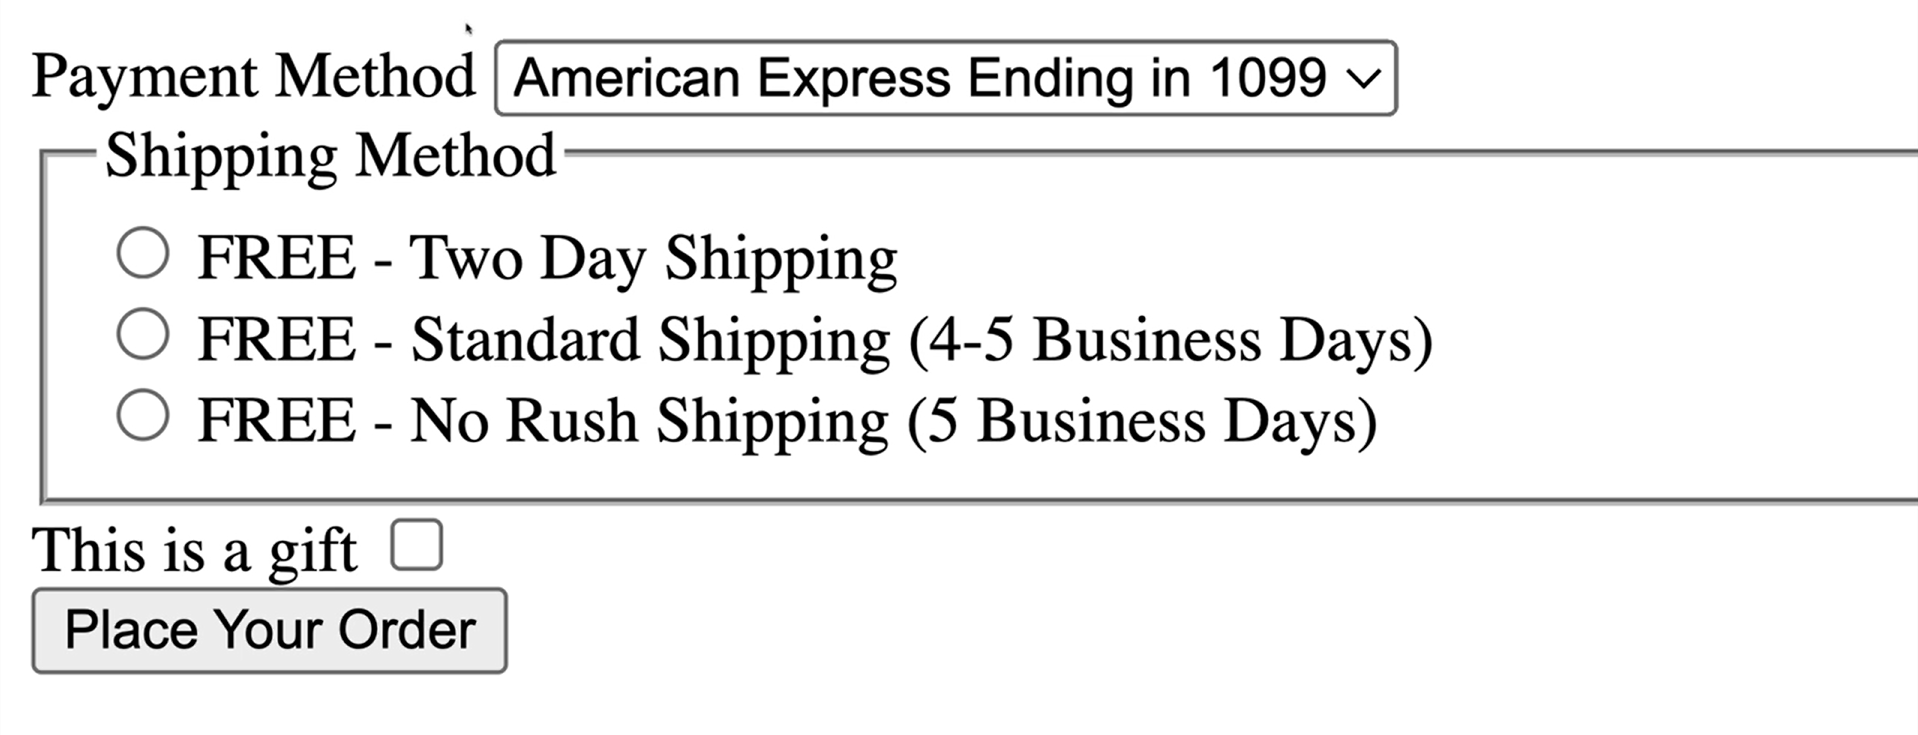 Payment Method American Express Ending in 1099
Shipping Method
FREE - Two Day Shipping
FREE - Standard Shipping (4-5 Business Days)
FREE - No Rush Shipping (5 Business Days)
This is a gift
Place Your Order